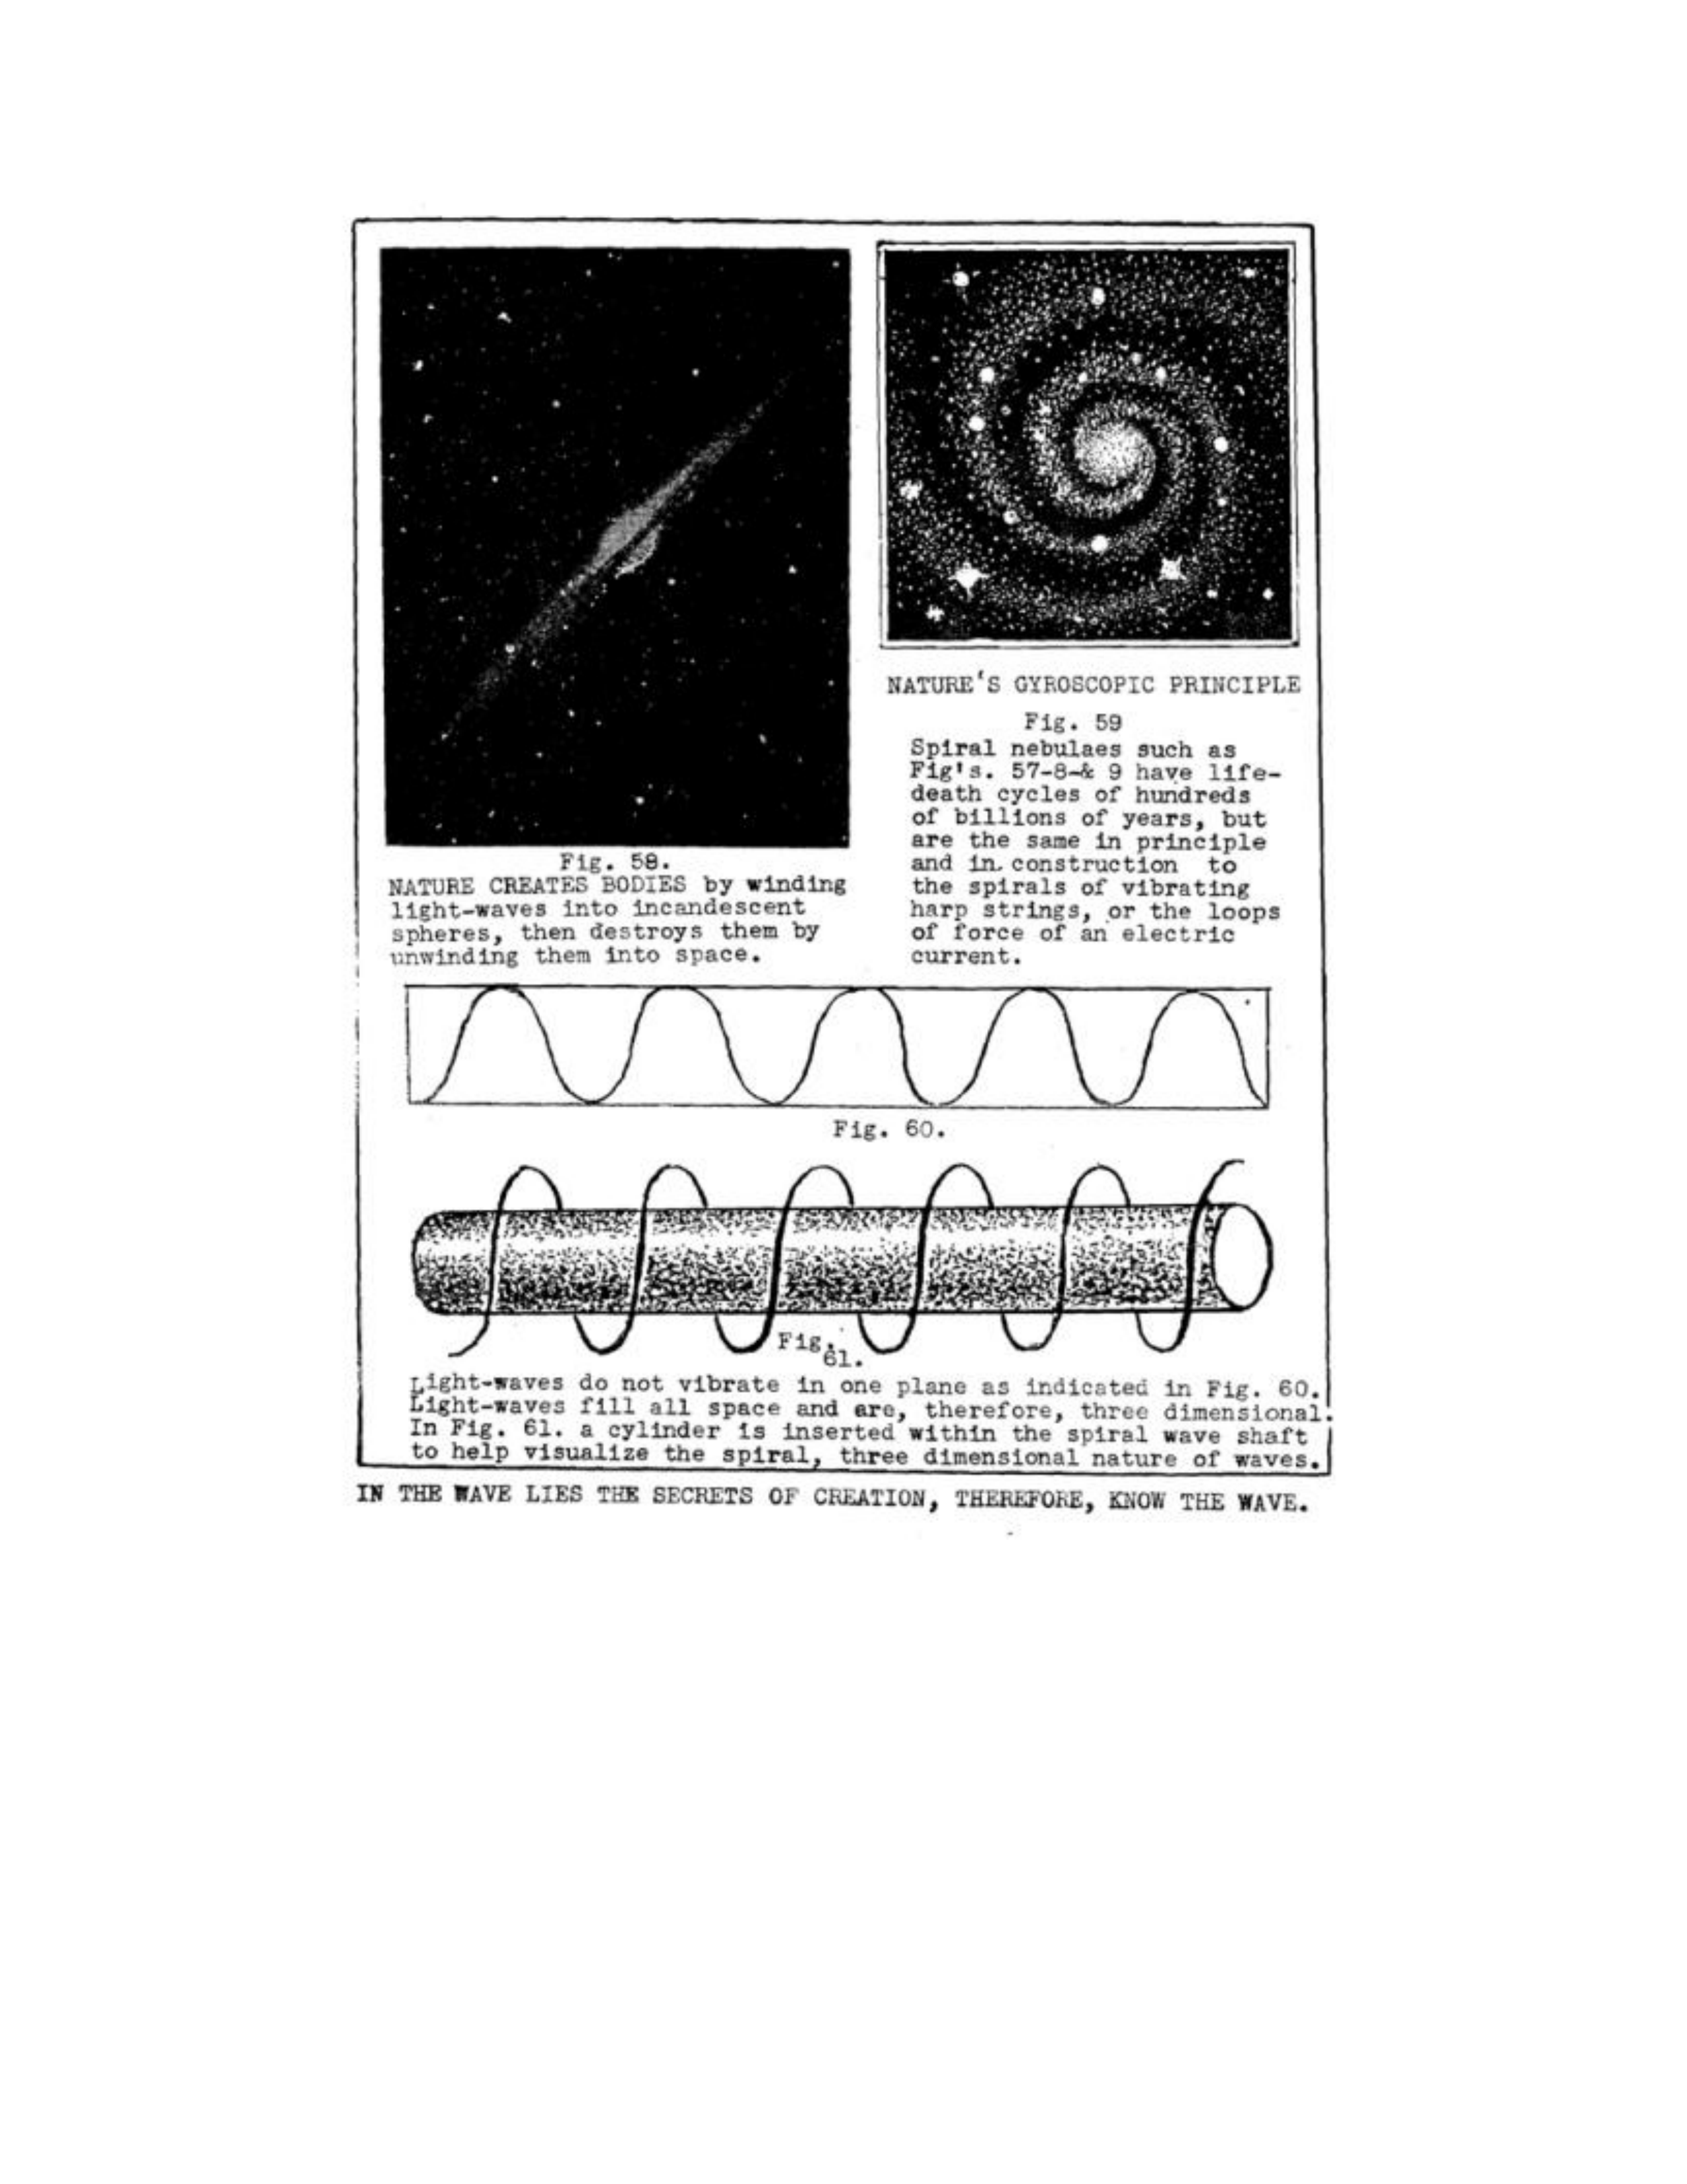 NATURE'S GYROSCOPIC PRINCIPLE
Fig. 59
Spiral nebulaes such as
Fig's. 57-8-& 9 have life-
death cycles of hundreds
of billions of years, but
are the same in principle
and in construction to
the spirals of vibrating
harp strings, or the loops
of force of an electric
current.
Fig. 58.
NATURE CREATES BODIES by winding
light-waves into incandescent
spheres, then destroys them by
unwinding them into space.
Fig. 60.
Fig. 61.
Light-waves do not vibrate in one plane as indicated in Fig. 60.
Light-waves fill all space and are, therefore, three dimensional.
In Fig. 61. a cylinder is inserted within the spiral wave shaft
to help visualize the spiral, three dimensional nature of waves.
IN THE WAVE LIES THE SECRETS OF CREATION, THEREFORE, KNOW THE WAVE.